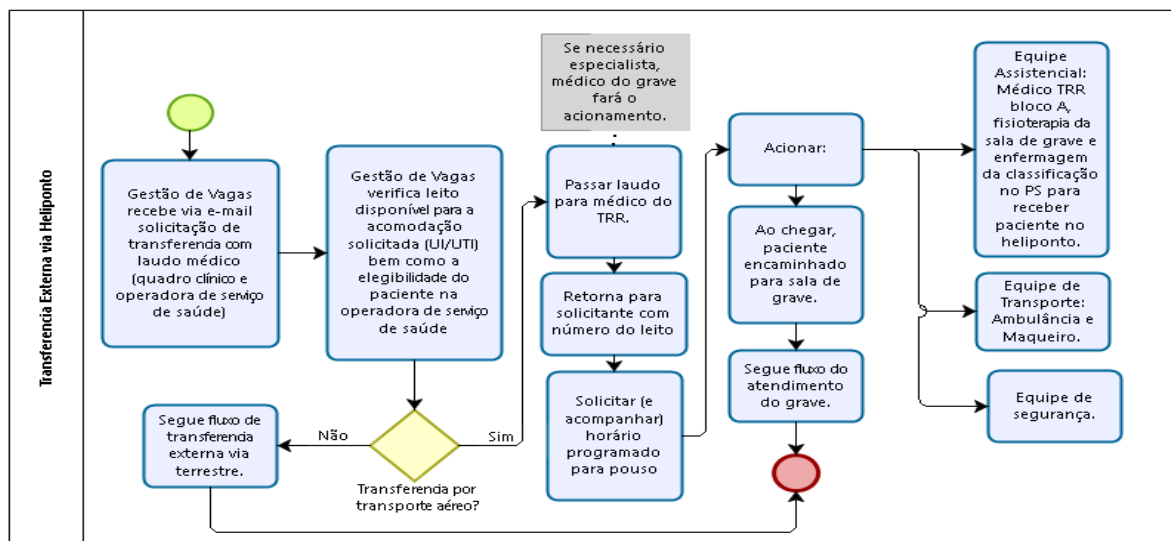 Transferencia Externa via Heliponto
Gestão de Vagas
recebe via e-mail
solicitação de
transferencia com
laudo médico
(quadro clínico e
operadora de serviço
de saúde)
Gestão de Vagas
verifica leito
disponível para a
acomodação
solicitada (UI/UTI)
bem como a
elegibilidade do
paciente na
operadora de serviço
de saúde
Transferencia por
transporte aéreo?
Não
Sim
Segue fluxo de
transferencia
externa via
terrestre.
Se necessário
especialista,
médico do grave
fará o
acionamento.
Passar laudo
para médico do
TRR.
Retorna para
solicitante com
número do leito
Solicitar (e
acompanhar)
horário
programado
para pouso
Acionar:
Ao chegar,
paciente
encaminhado
para sala de
grave.
Segue fluxo do
atendimento
do grave.
Equipe
Assistencial:
Médico TRR
bloco A,
fisioterapia da
sala de grave e
enfermagem
da classificação
no PS para
receber
paciente no
heliponto.
Equipe de
Transporte:
Ambulância e
Maqueiro.
Equipe de
segurança.